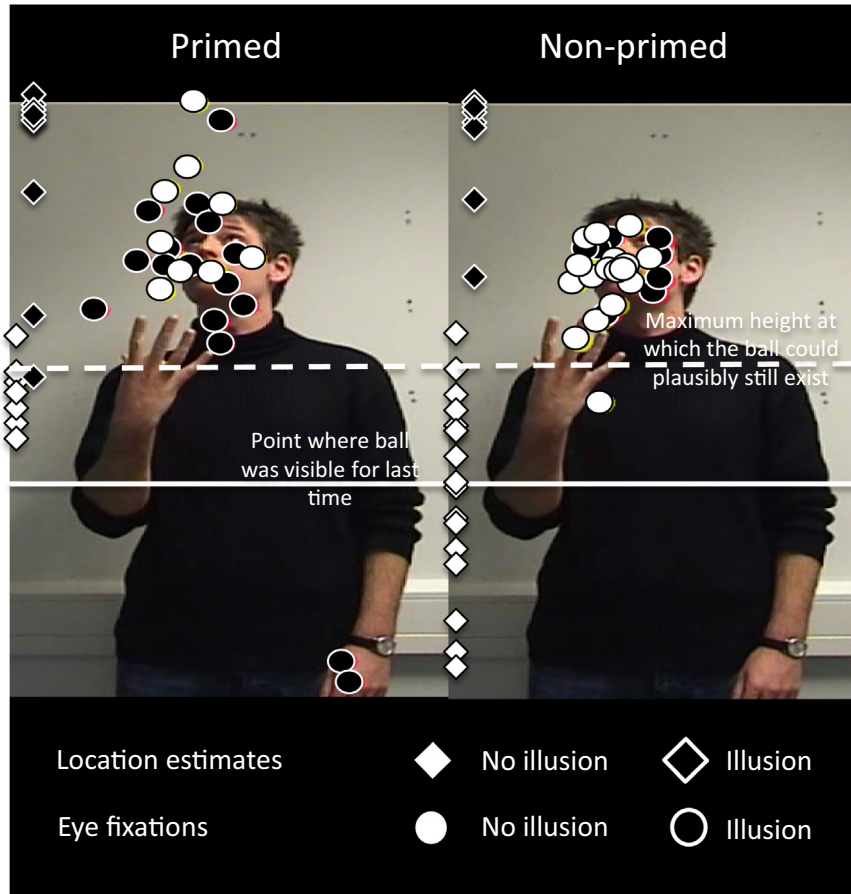 Primed
Non-primed
Maximum height at
which the ball could
plausibly still exist
Point where ball
was visible for last
time
Location estimates
No illusion
Illusion
Eye fixations
No illusion
Illusion